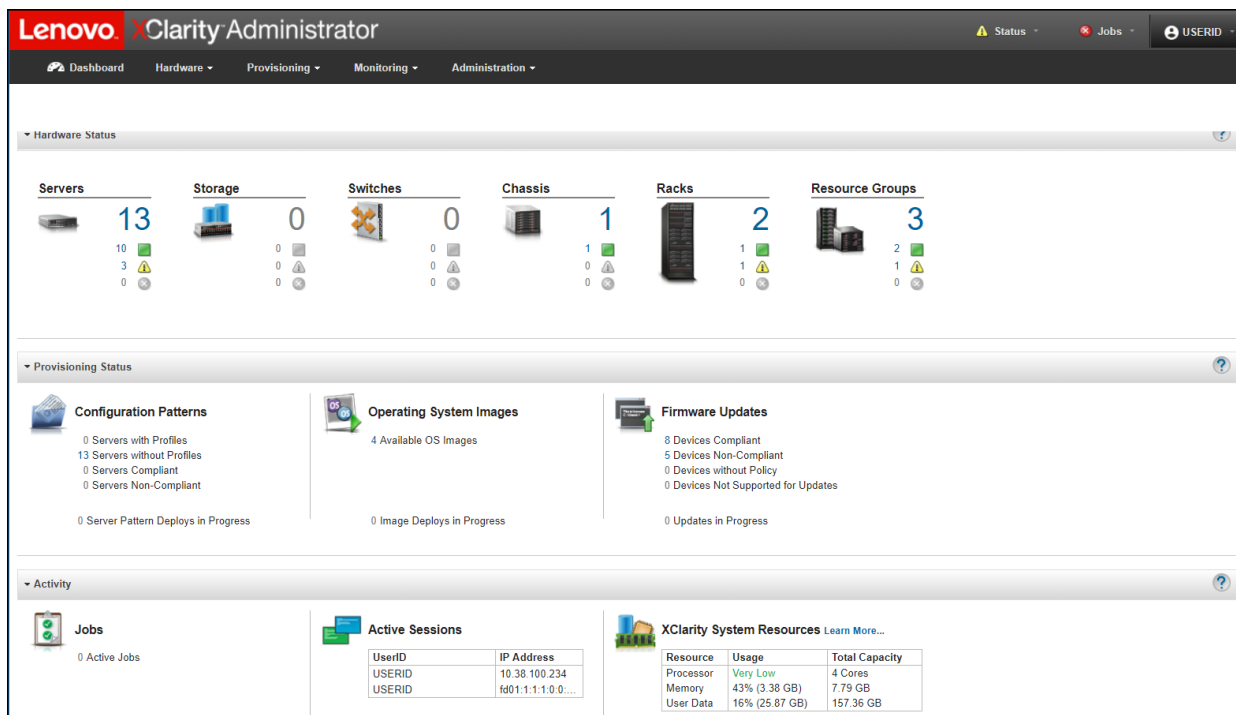 Lenovo. XClarity Administrator
Status
Jobs
USERID
Dashboard Hardware Provisioning Monitoring Administration
Hardware Status
?
Servers Storage Switches Chassis Racks Resource Groups
13 0 0 1 2 3
10 0 0 1 1 2
3 0 0 0 1 1
0 0 0 0 0 0
Provisioning Status
?
Configuration Patterns
0 Servers with Profiles
13 Servers without Profiles
0 Servers Compliant
0 Servers Non-Compliant
0 Server Pattern Deploys in Progress
OS
OS
Operating System Images
4 Available OS Images
0 Image Deploys in Progress
Firmware Updates
8 Devices Compliant
5 Devices Non-Compliant
0 Devices without Policy
0 Devices Not Supported for Updates
0 Updates in Progress
Activity
?
Jobs
0 Active Jobs
Active Sessions
UserID IP Address
USERID 10.38.100.234
USERID fd01:1:1:1:0:0:...
XClarity System Resources Learn More...
Resource Usage Total Capacity
Processor Very Low 4 Cores
Memory 43% (3.38 GB) 7.79 GB
User Data 16% (25.87 GB) 157.36 GB